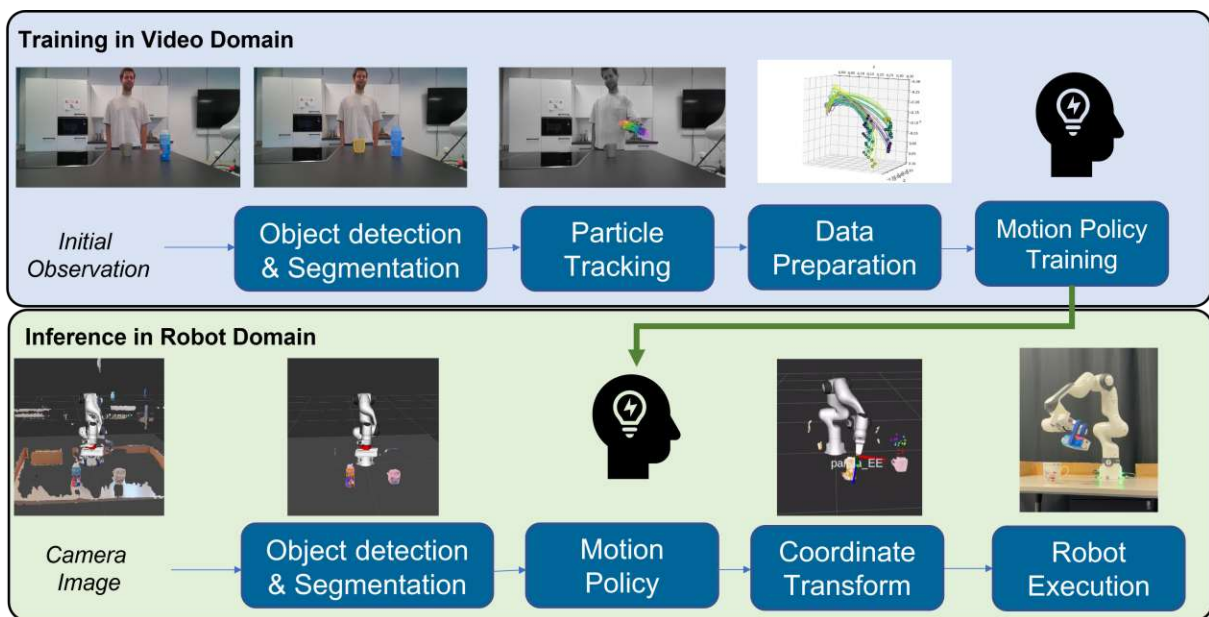 Training in Video Domain
Initial
Observation
Object detection
& Segmentation
Particle
Tracking
Data
Preparation
Motion Policy
Training
Inference in Robot Domain
Camera
Image
Object detection
& Segmentation
Motion
Policy
Coordinate
Transform
Robot
Execution